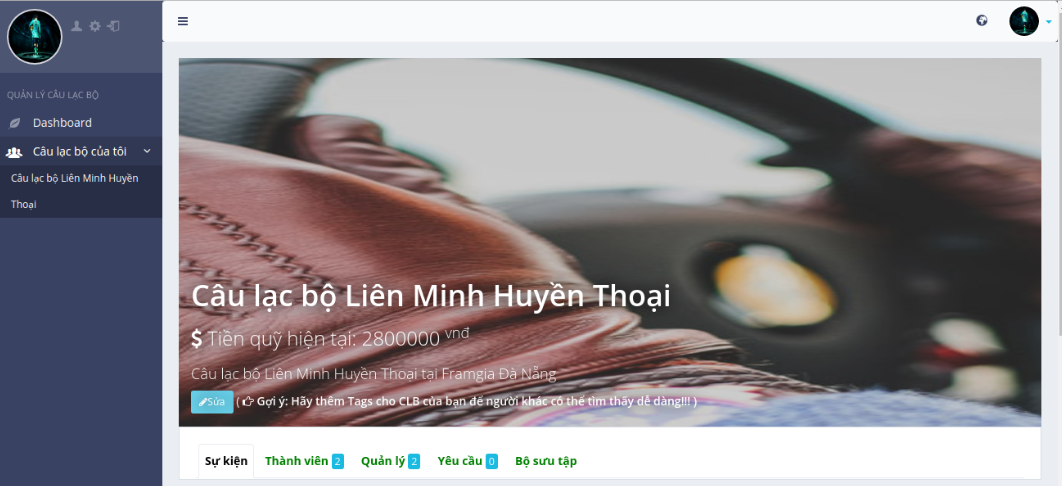 QUẢN LÝ CÂU LẠC BỘ
Dashboard
Câu lạc bộ của tôi
Câu lạc bộ Liên Minh Huyền
Thoại
Câu lạc bộ Liên Minh Huyền Thoại
$ Tiền quỹ hiện tại: 2800000 vnđ
Câu lạc bộ Liên Minh Huyền Thoại tại Framgia Đà Nẵng
Sửa ( Gợi ý: Hãy thêm Tags cho CLB của bạn để người khác có thể tìm thấy dễ dàng!!! )
Sự kiện Thành viên 2 Quản lý 2 Yêu cầu 0 Bộ sưu tập